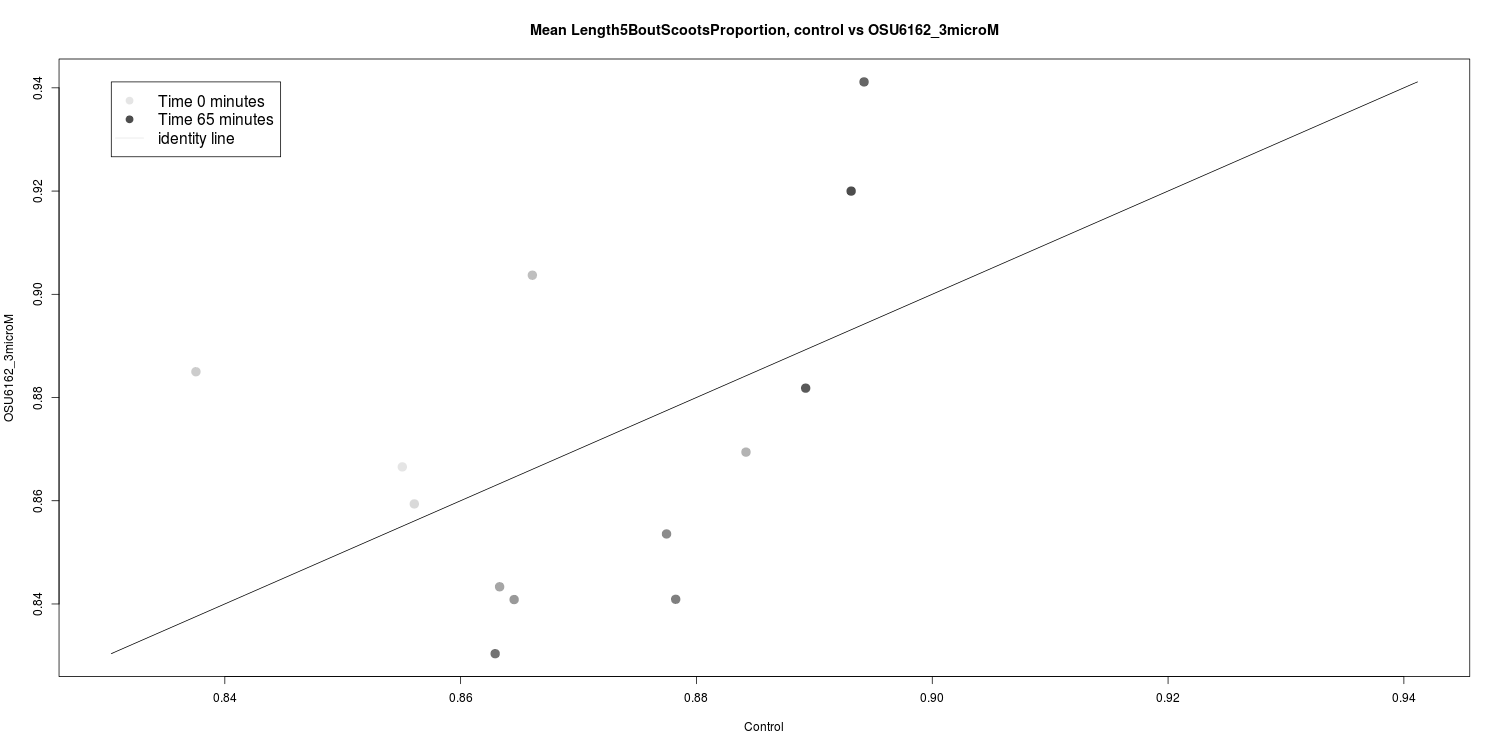 Mean Length5BoutScootsProportion, control vs OSU6162_3microM
Time 0 minutes
Time 65 minutes
identity line
OSU6162_3microM
0.94
0.92
0.90
0.88
0.86
0.84
0.84
0.86
0.88
0.90
0.92
0.94
Control